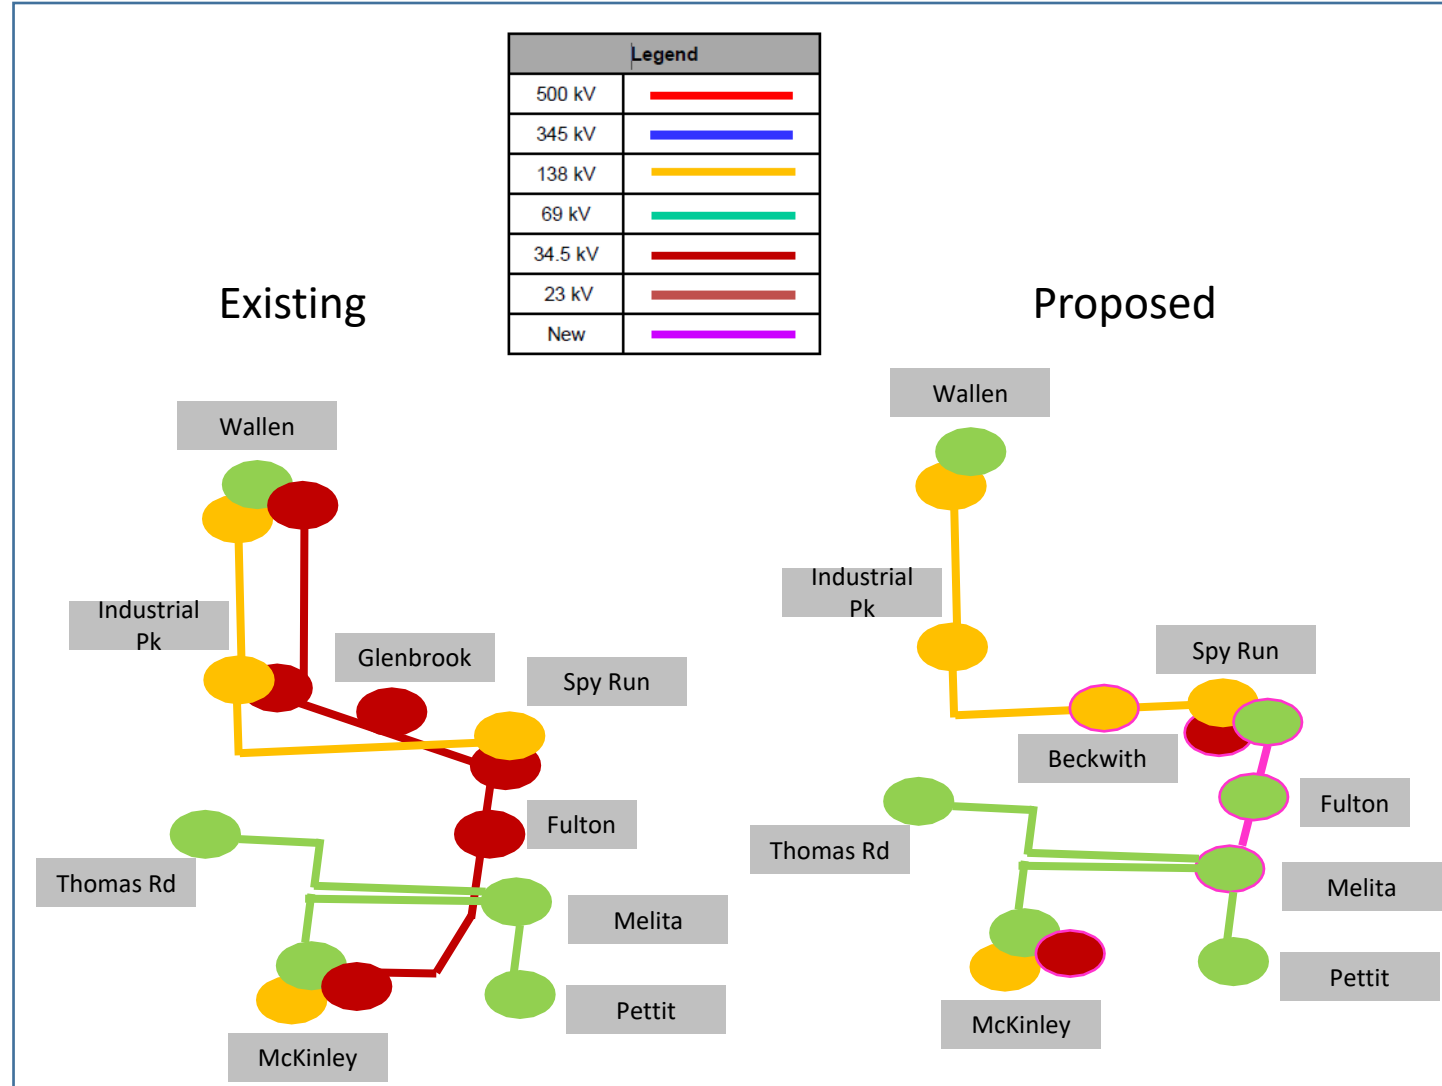 Legend
500 kV
345 kV
138 kV
69 kV
34.5 kV
23 kV
New
Existing
Proposed
Wallen
Industrial
Pk
Glenbrook
Spy Run
Fulton
Thomas Rd
Melita
Pettit
McKinley
Wallen
Industrial
Pk
Spy Run
Beckwith
Fulton
Thomas Rd
Melita
Pettit
McKinley